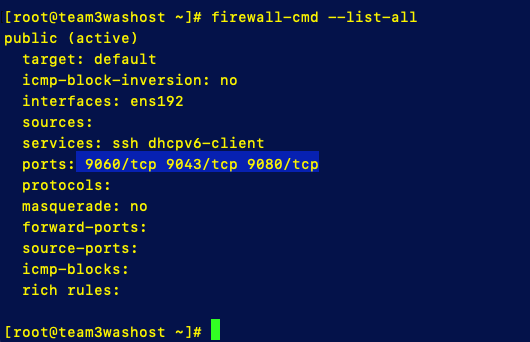 [root@team3washost ~]# firewall-cmd --list-all
public (active)
  target: default
  icmp-block-inversion: no
  interfaces: ens192
  sources:
  services: ssh dhcpv6-client
  ports: 9060/tcp 9043/tcp 9080/tcp
  protocols:
  masquerade: no
  forward-ports:
  source-ports:
  icmp-blocks:
  rich rules:

[root@team3washost ~]#